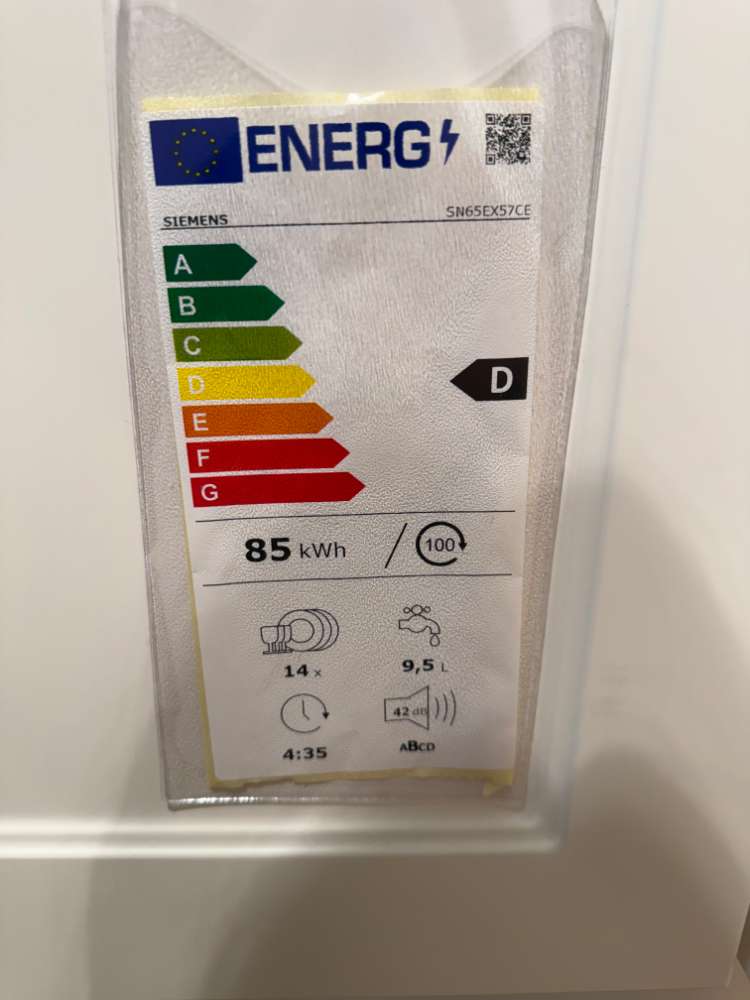 ENERG
SIEMENS SN65EX57CE
A
B
C
D D
E
F
G
85 kWh / 100
14 x 9,5 L
4:35 42 dB
ABCD